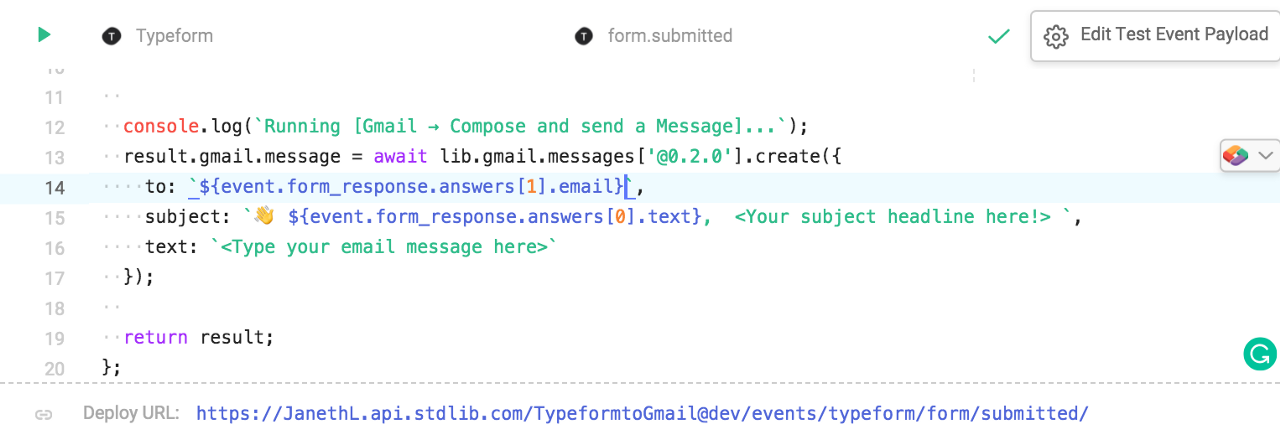 Typeform form.submitted Edit Test Event Payload
10
11
12 console.log(`Running [Gmail → Compose and send a Message]...`);
13 result.gmail.message = await lib.gmail.messages['@0.2.0'].create({
14 to: `${event.form_response.answers[1].email}`,
15 subject: `👋 ${event.form_response.answers[0].text},  <Your subject headline here!> `,
16 text: `<Type your email message here>`
17 });
18
19 return result;
20 };
Deploy URL: https://JanethL.api.stdlib.com/TypeformtoGmail@dev/events/typeform/form/submitted/